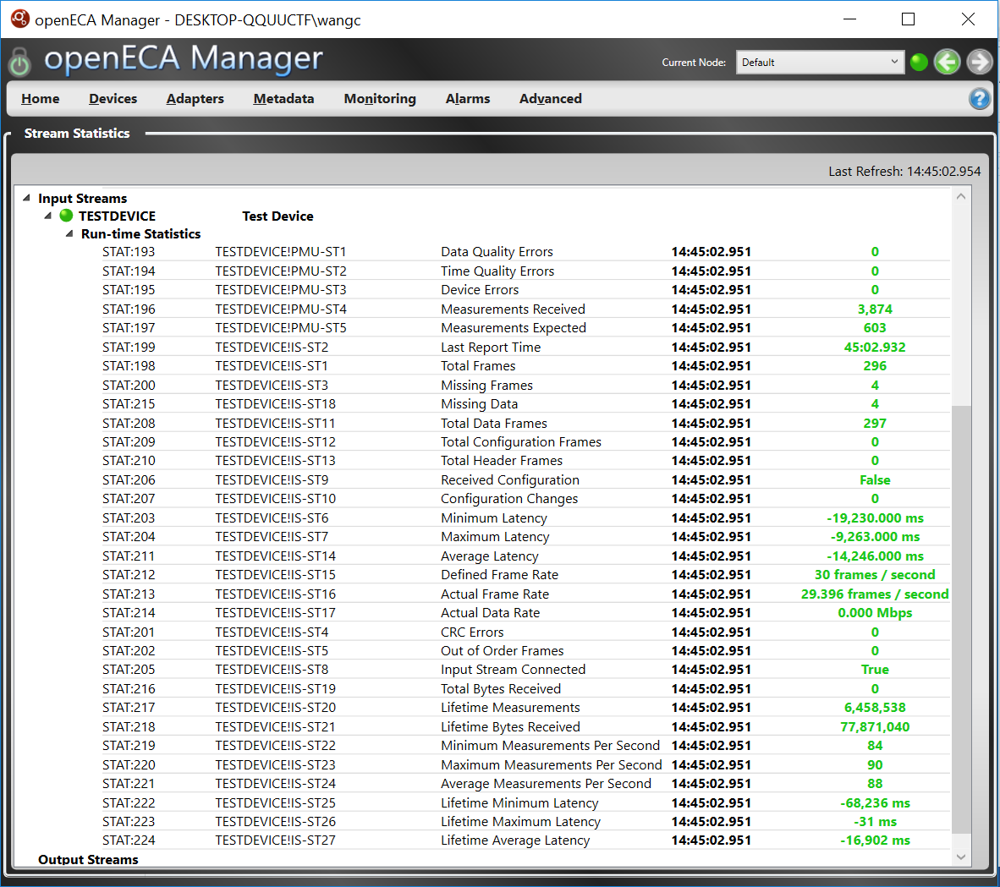 openECA Manager - DESKTOP-QQUUCTF\wangc
openECA Manager
Current Node: Default
Home Devices Adapters Metadata Monitoring Alarms Advanced ?
Stream Statistics
Last Refresh: 14:45:02.954
Input Streams
TESTDEVICE Test Device
Run-time Statistics
STAT:193 TESTDEVICE!PMU-ST1 Data Quality Errors 14:45:02.951 0
STAT:194 TESTDEVICE!PMU-ST2 Time Quality Errors 14:45:02.951 0
STAT:195 TESTDEVICE!PMU-ST3 Device Errors 14:45:02.951 0
STAT:196 TESTDEVICE!PMU-ST4 Measurements Received 14:45:02.951 3,874
STAT:197 TESTDEVICE!PMU-ST5 Measurements Expected 14:45:02.951 603
STAT:199 TESTDEVICE!IS-ST2 Last Report Time 14:45:02.951 45:02.932
STAT:198 TESTDEVICE!IS-ST1 Total Frames 14:45:02.951 296
STAT:200 TESTDEVICE!IS-ST3 Missing Frames 14:45:02.951 4
STAT:215 TESTDEVICE!IS-ST18 Missing Data 14:45:02.951 4
STAT:208 TESTDEVICE!IS-ST11 Total Data Frames 14:45:02.951 297
STAT:209 TESTDEVICE!IS-ST12 Total Configuration Frames 14:45:02.951 0
STAT:210 TESTDEVICE!IS-ST13 Total Header Frames 14:45:02.951 0
STAT:206 TESTDEVICE!IS-ST9 Received Configuration 14:45:02.951 False
STAT:207 TESTDEVICE!IS-ST10 Configuration Changes 14:45:02.951 0
STAT:203 TESTDEVICE!IS-ST6 Minimum Latency 14:45:02.951 -19,230.000 ms
STAT:204 TESTDEVICE!IS-ST7 Maximum Latency 14:45:02.951 -9,263.000 ms
STAT:211 TESTDEVICE!IS-ST14 Average Latency 14:45:02.951 -14,246.000 ms
STAT:212 TESTDEVICE!IS-ST15 Defined Frame Rate 14:45:02.951 30 frames / second
STAT:213 TESTDEVICE!IS-ST16 Actual Frame Rate 14:45:02.951 29.396 frames / second
STAT:214 TESTDEVICE!IS-ST17 Actual Data Rate 14:45:02.951 0.000 Mbps
STAT:201 TESTDEVICE!IS-ST4 CRC Errors 14:45:02.951 0
STAT:202 TESTDEVICE!IS-ST5 Out of Order Frames 14:45:02.951 0
STAT:205 TESTDEVICE!IS-ST8 Input Stream Connected 14:45:02.951 True
STAT:216 TESTDEVICE!IS-ST19 Total Bytes Received 14:45:02.951 0
STAT:217 TESTDEVICE!IS-ST20 Lifetime Measurements 14:45:02.951 6,458,538
STAT:218 TESTDEVICE!IS-ST21 Lifetime Bytes Received 14:45:02.951 77,871,040
STAT:219 TESTDEVICE!IS-ST22 Minimum Measurements Per Second 14:45:02.951 84
STAT:220 TESTDEVICE!IS-ST23 Maximum Measurements Per Second 14:45:02.951 90
STAT:221 TESTDEVICE!IS-ST24 Average Measurements Per Second 14:45:02.951 88
STAT:222 TESTDEVICE!IS-ST25 Lifetime Minimum Latency 14:45:02.951 -68,236 ms
STAT:223 TESTDEVICE!IS-ST26 Lifetime Maximum Latency 14:45:02.951 -31 ms
STAT:224 TESTDEVICE!IS-ST27 Lifetime Average Latency 14:45:02.951 -16,902 ms
Output Streams